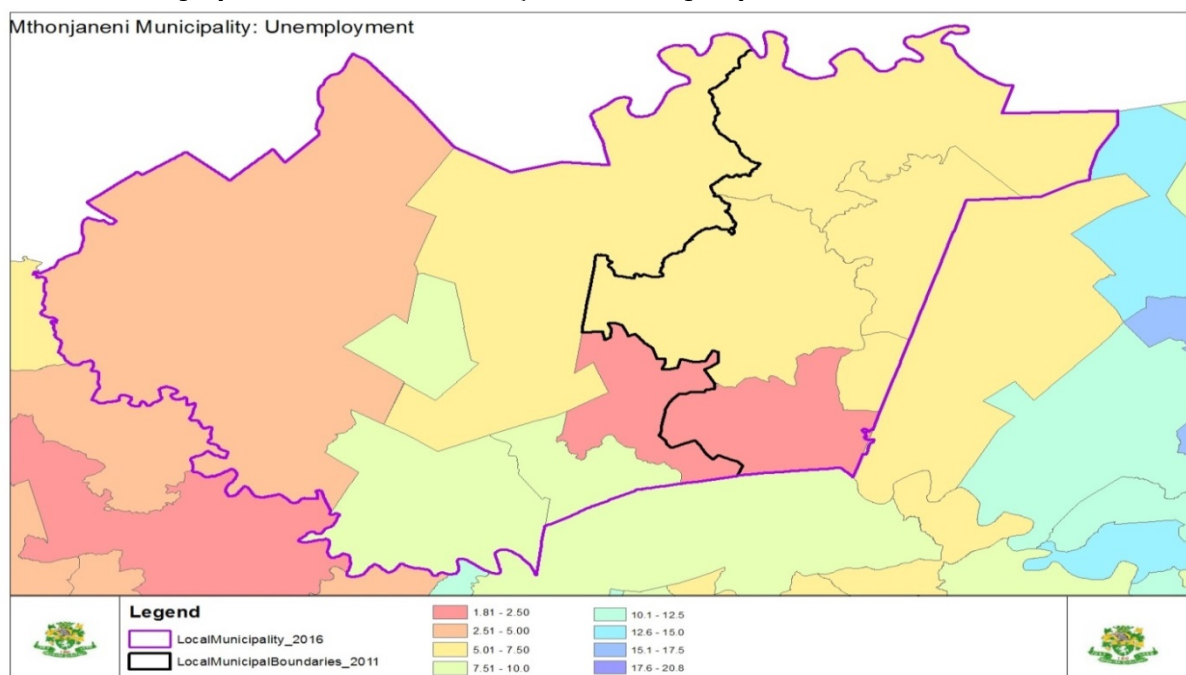 Mthonjaneni Municipality: Unemployment
Legend
LocalMunicipality_2016
LocalMunicipalBoundaries_2011
1.81 - 2.50
2.51 - 5.00
5.01 - 7.50
7.51 - 10.0
10.1 - 12.5
12.6 - 15.0
15.1 - 17.5
17.6 - 20.8